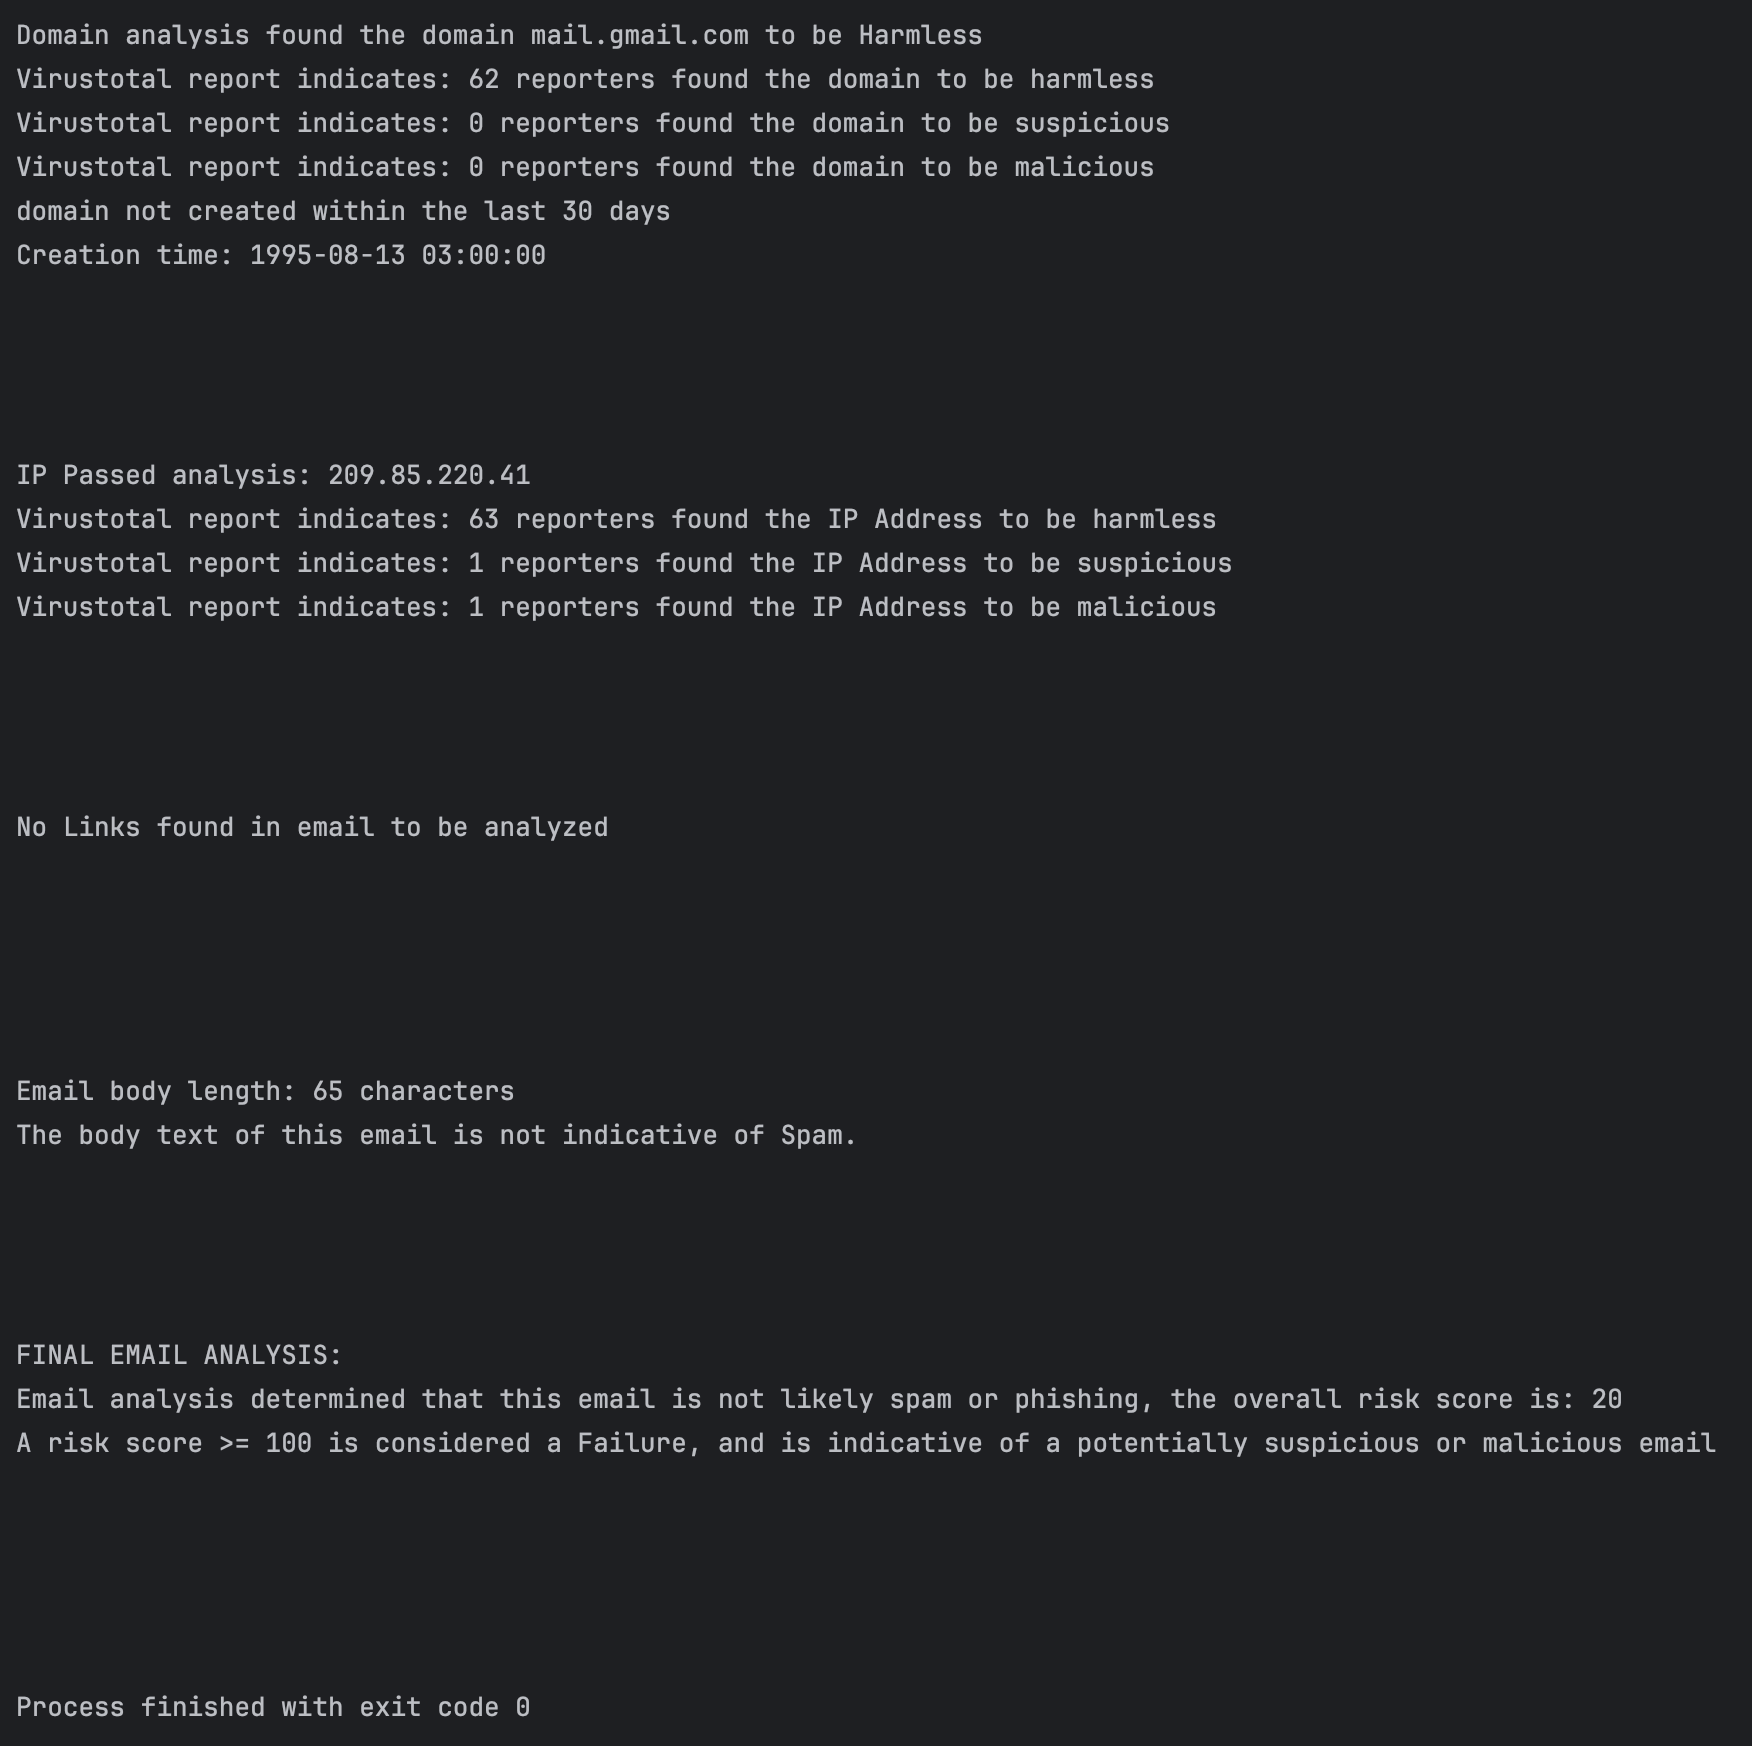 Domain analysis found the domain mail.gmail.com to be Harmless
Virustotal report indicates: 62 reporters found the domain to be harmless
Virustotal report indicates: 0 reporters found the domain to be suspicious
Virustotal report indicates: 0 reporters found the domain to be malicious
domain not created within the last 30 days
Creation time: 1995-08-13 03:00:00
IP Passed analysis: 209.85.220.41
Virustotal report indicates: 63 reporters found the IP Address to be harmless
Virustotal report indicates: 1 reporters found the IP Address to be suspicious
Virustotal report indicates: 1 reporters found the IP Address to be malicious
No Links found in email to be analyzed
Email body length: 65 characters
The body text of this email is not indicative of Spam.
FINAL EMAIL ANALYSIS:
Email analysis determined that this email is not likely spam or phishing, the overall risk score is: 20
A risk score >= 100 is considered a Failure, and is indicative of a potentially suspicious or malicious email
Process finished with exit code 0